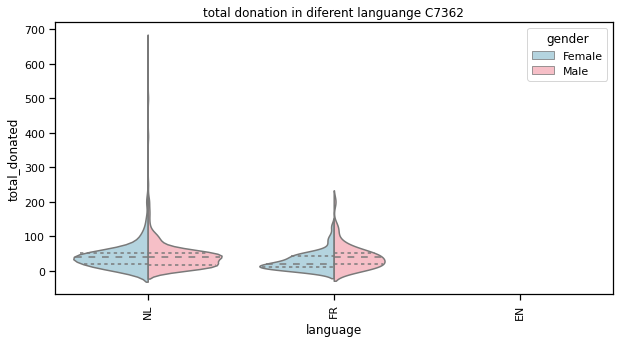 total donation in diferent languange C7362
gender
Female
Male
total_donated
700
600
500
400
300
200
100
0
NL
FR
EN
language